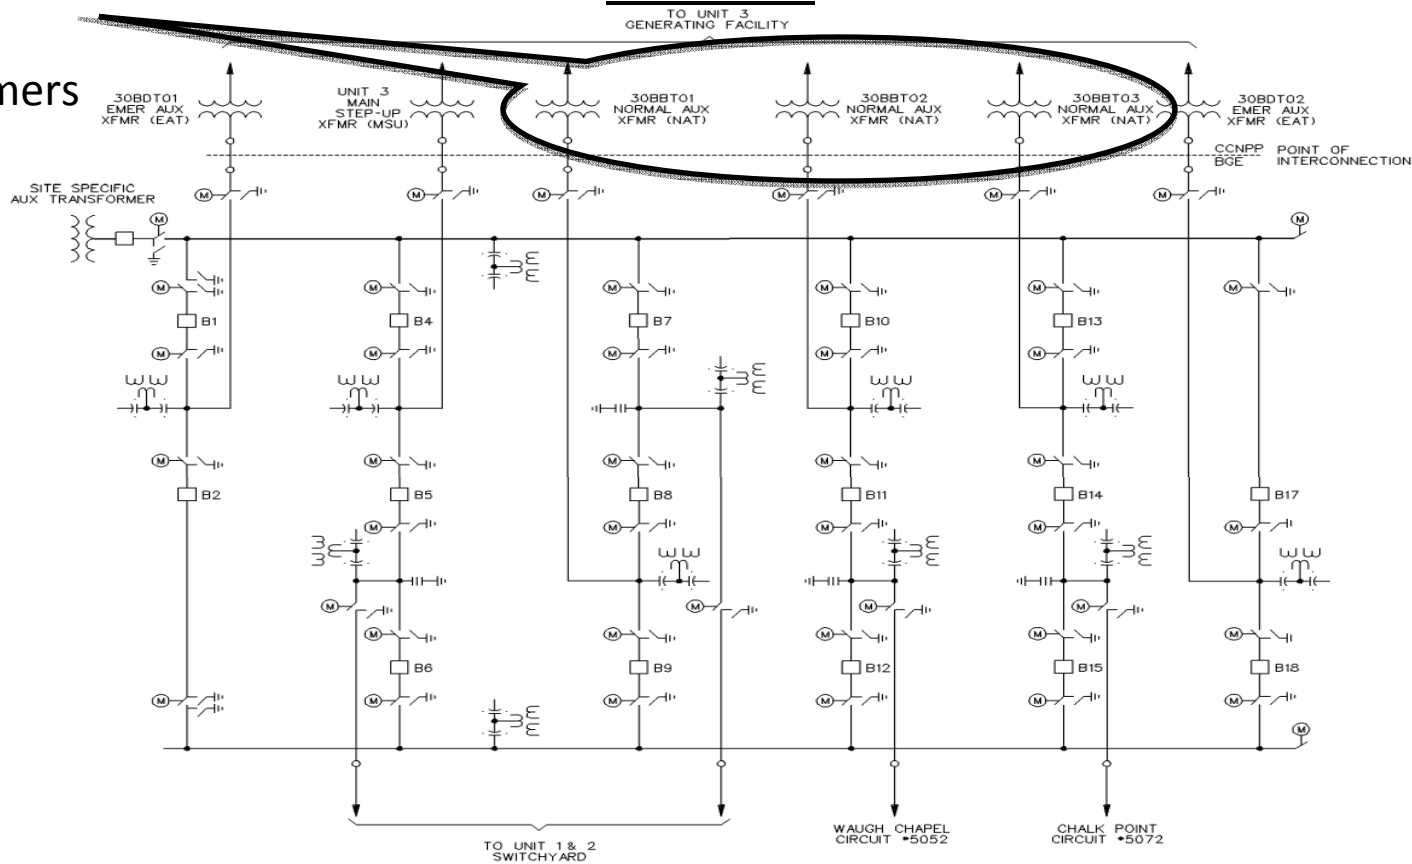 TO UNIT 3
GENERATING FACILITY
mers
30BDT01
EMER AUX
XFMR (EAT)
UNIT 3
MAIN
STEP-UP
XFMR (MSU)
30BBT01
NORMAL AUX
XFMR (NAT)
30BBT02
NORMAL AUX
XFMR (NAT)
30BBT03
NORMAL AUX
XFMR (NAT)
30BDT02
EMER AUX
XFMR (EAT)
CCNPP
BGE
POINT OF
INTERCONNECTION
SITE SPECIFIC
AUX TRANSFORMER
M
M
M
M
M
M
M
M
M
M
M
M
M
M
B1
B4
B7
B10
B13
M
M
M
M
M
M
M
M
M
M
B2
B5
B8
B11
B14
B17
M
M
M
M
M
M
M
M
M
M
M
M
M
B6
B9
B12
B15
B18
M
M
M
M
M
M
M
TO UNIT 1 & 2
SWITCHYARD
WAUGH CHAPEL
CIRCUIT #5052
CHALK POINT
CIRCUIT #5072